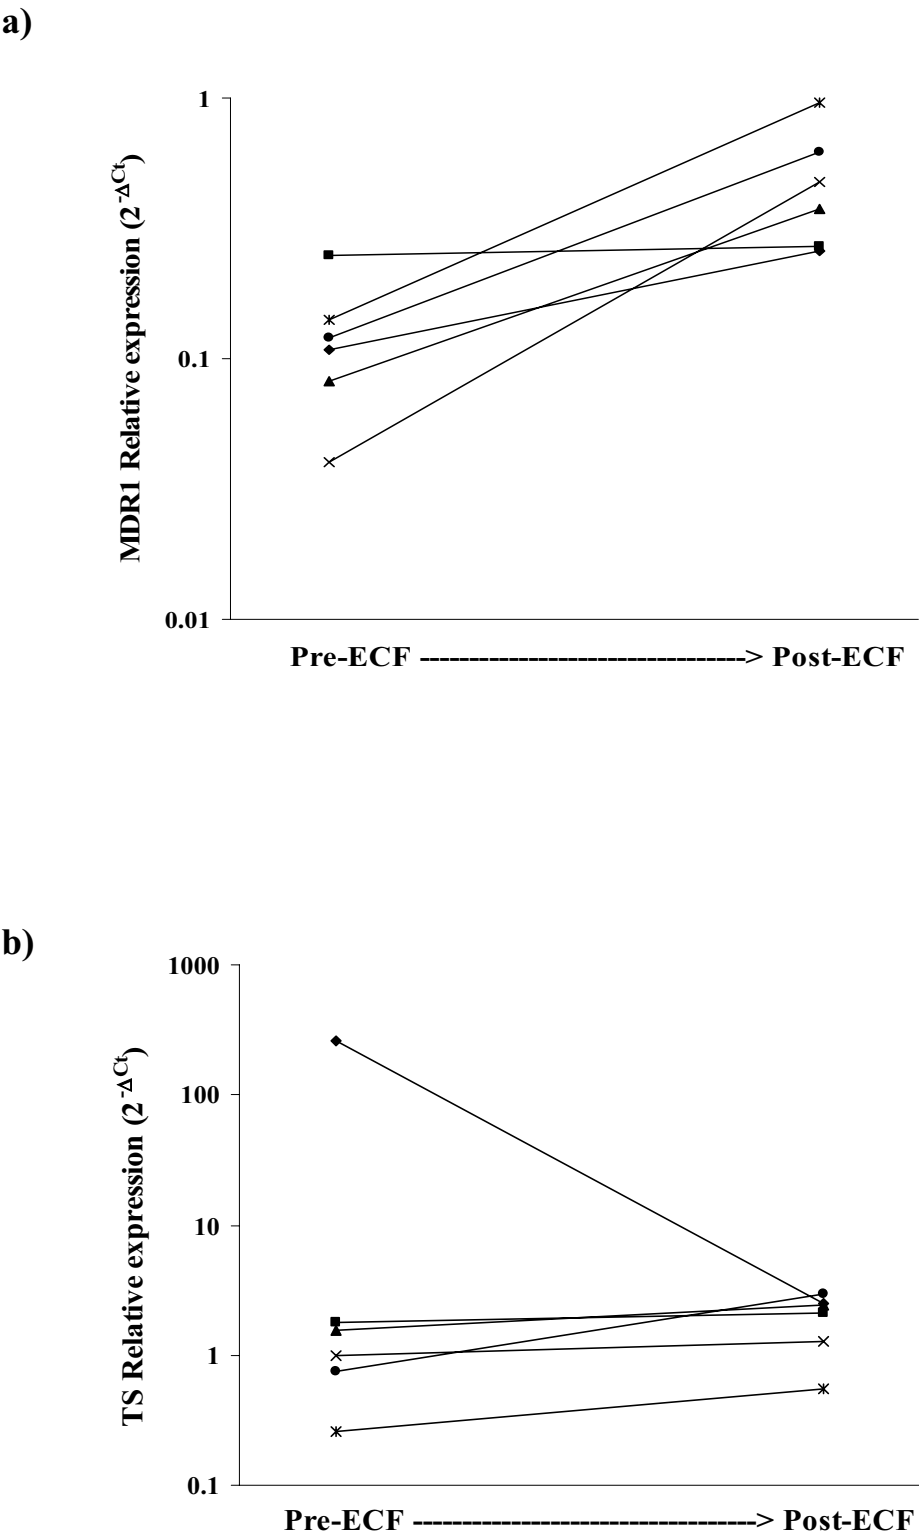 a)
MDR1 Relative expression (2^-ΔCt)
1
0.1
0.01
Pre-ECF ---------------------------------> Post-ECF
b)
TS Relative expression (2^-ΔCt)
1000
100
10
1
0.1
Pre-ECF -----------------------------------> Post-ECF